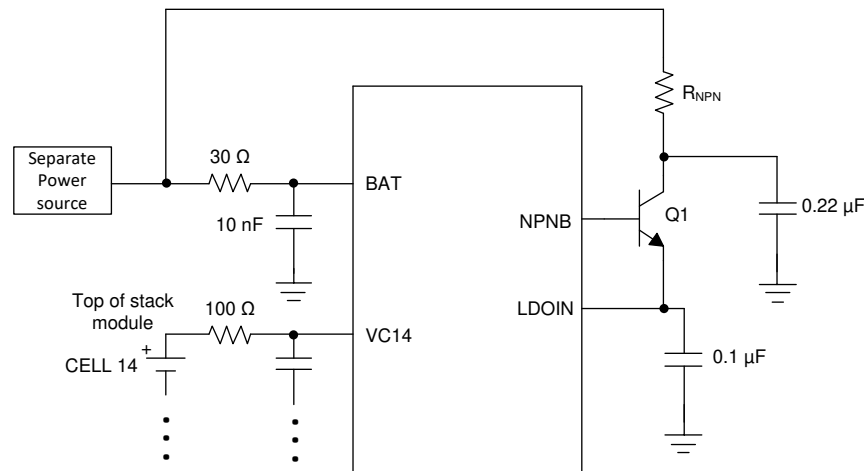 R_NPN
Separate
Power
source
30 Ω
BAT
10 nF
NPNB
Q1
0.22 µF
Top of stack
module
100 Ω
LDOIN
VC14
+
CELL 14
0.1 µF